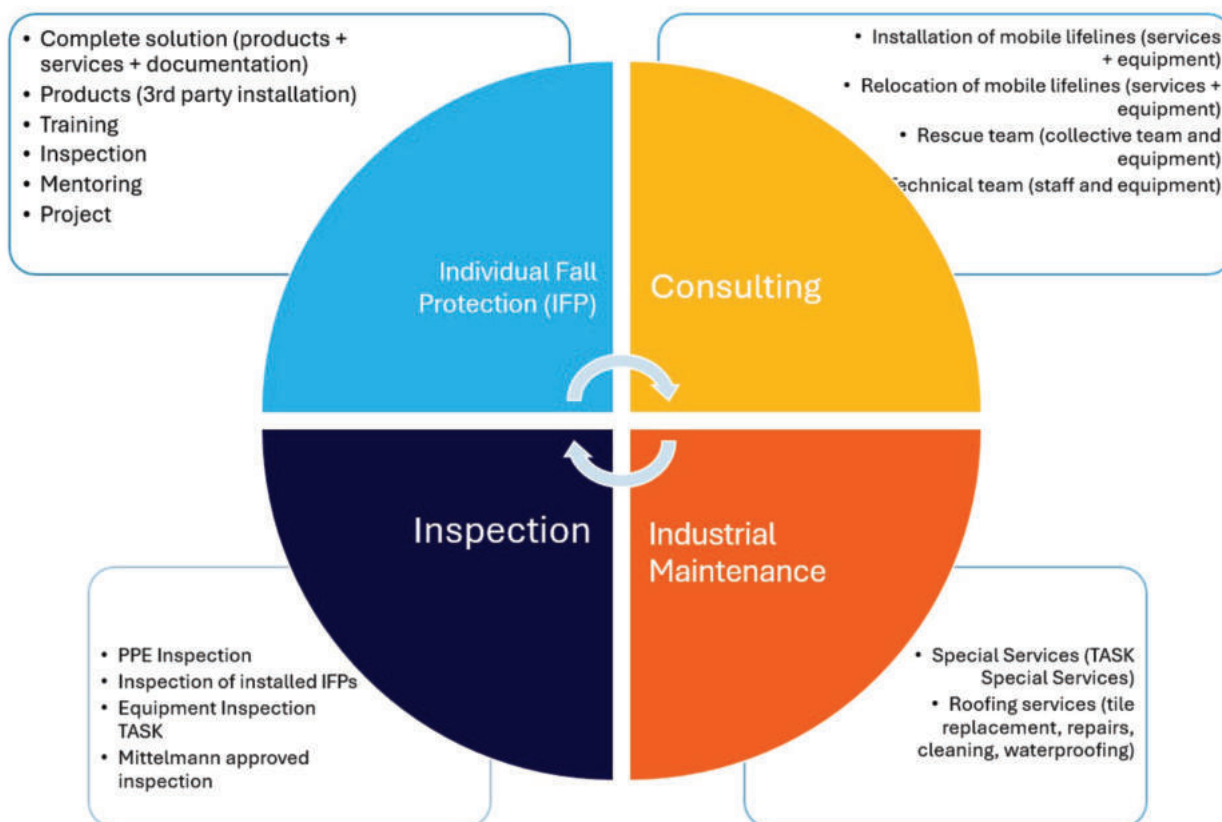 • Complete solution (products +
services + documentation)
• Products (3rd party installation)
• Training
• Inspection
• Mentoring
• Project
• Installation of mobile lifelines (services
+ equipment)
• Relocation of mobile lifelines (services +
equipment)
• Rescue team (collective team and
equipment)
team (staff and equipment)
Individual Fall
Protection (IFP)
Consulting
Inspection
Industrial
Maintenance
• PPE Inspection
• Inspection of installed IFPs
• Equipment Inspection
TASK
• Mittelmann approved
inspection
• Special Services (TASK
Special Services)
• Roofing services (tile
replacement, repairs,
cleaning, waterproofing)